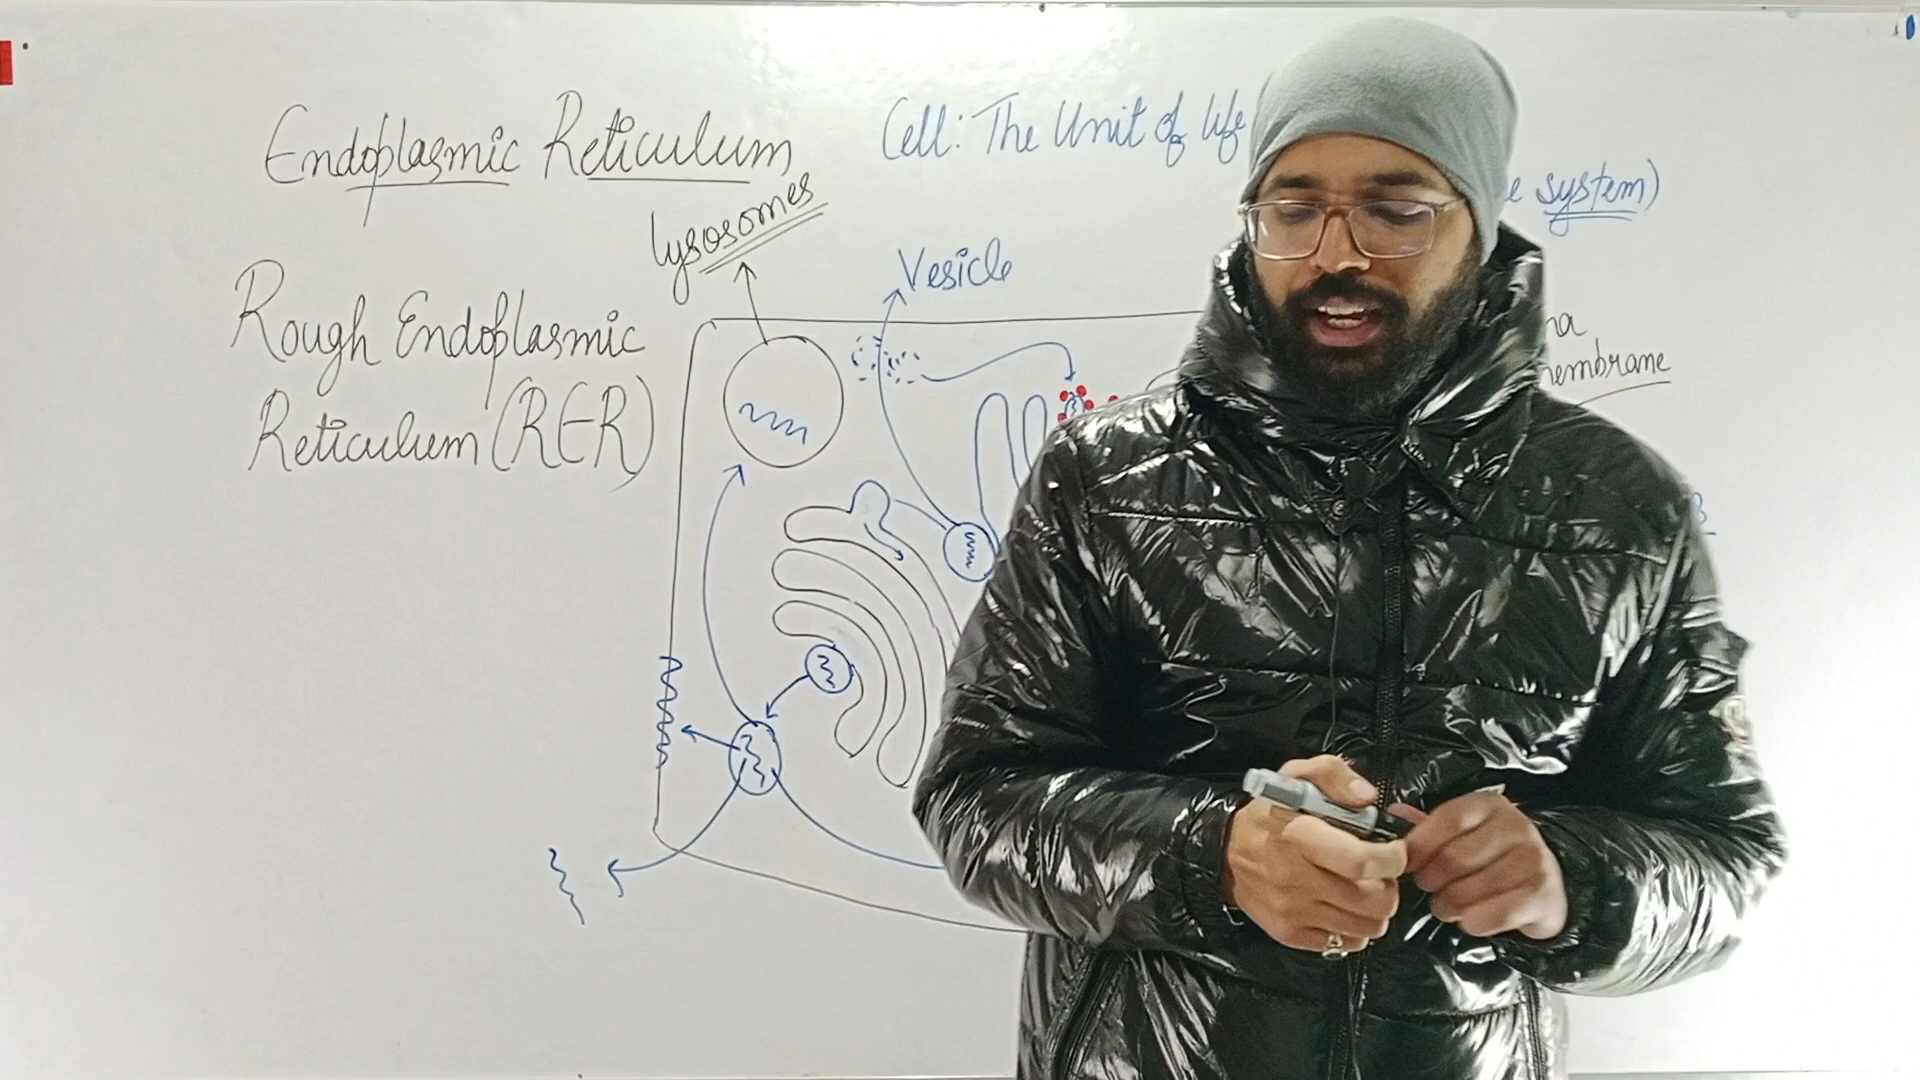 Endoplasmic Reticulum
Cell: The Unit of life
system)
lysosomes
Vesicle
Rough Endoplasmic
Reticulum (RER)
membrane